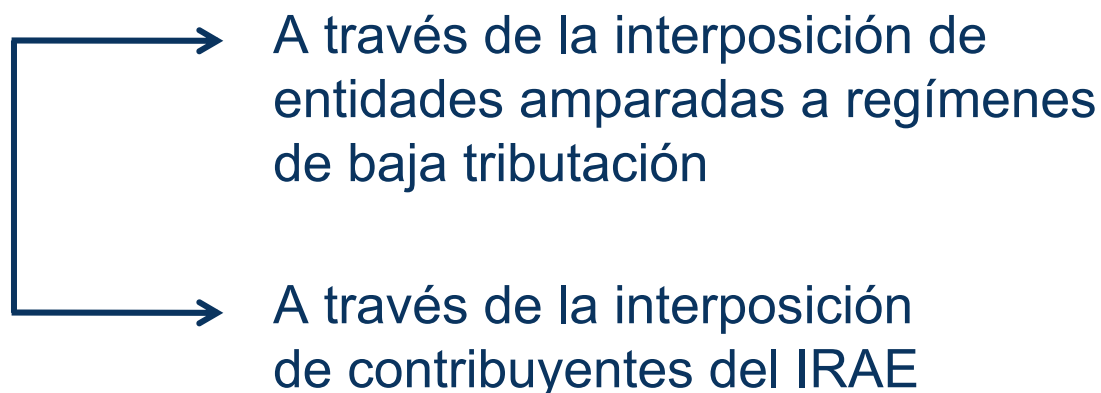 A través de la interposición de
entidades amparadas a regímenes
de baja tributación
A través de la interposición
de contribuyentes del IRAE